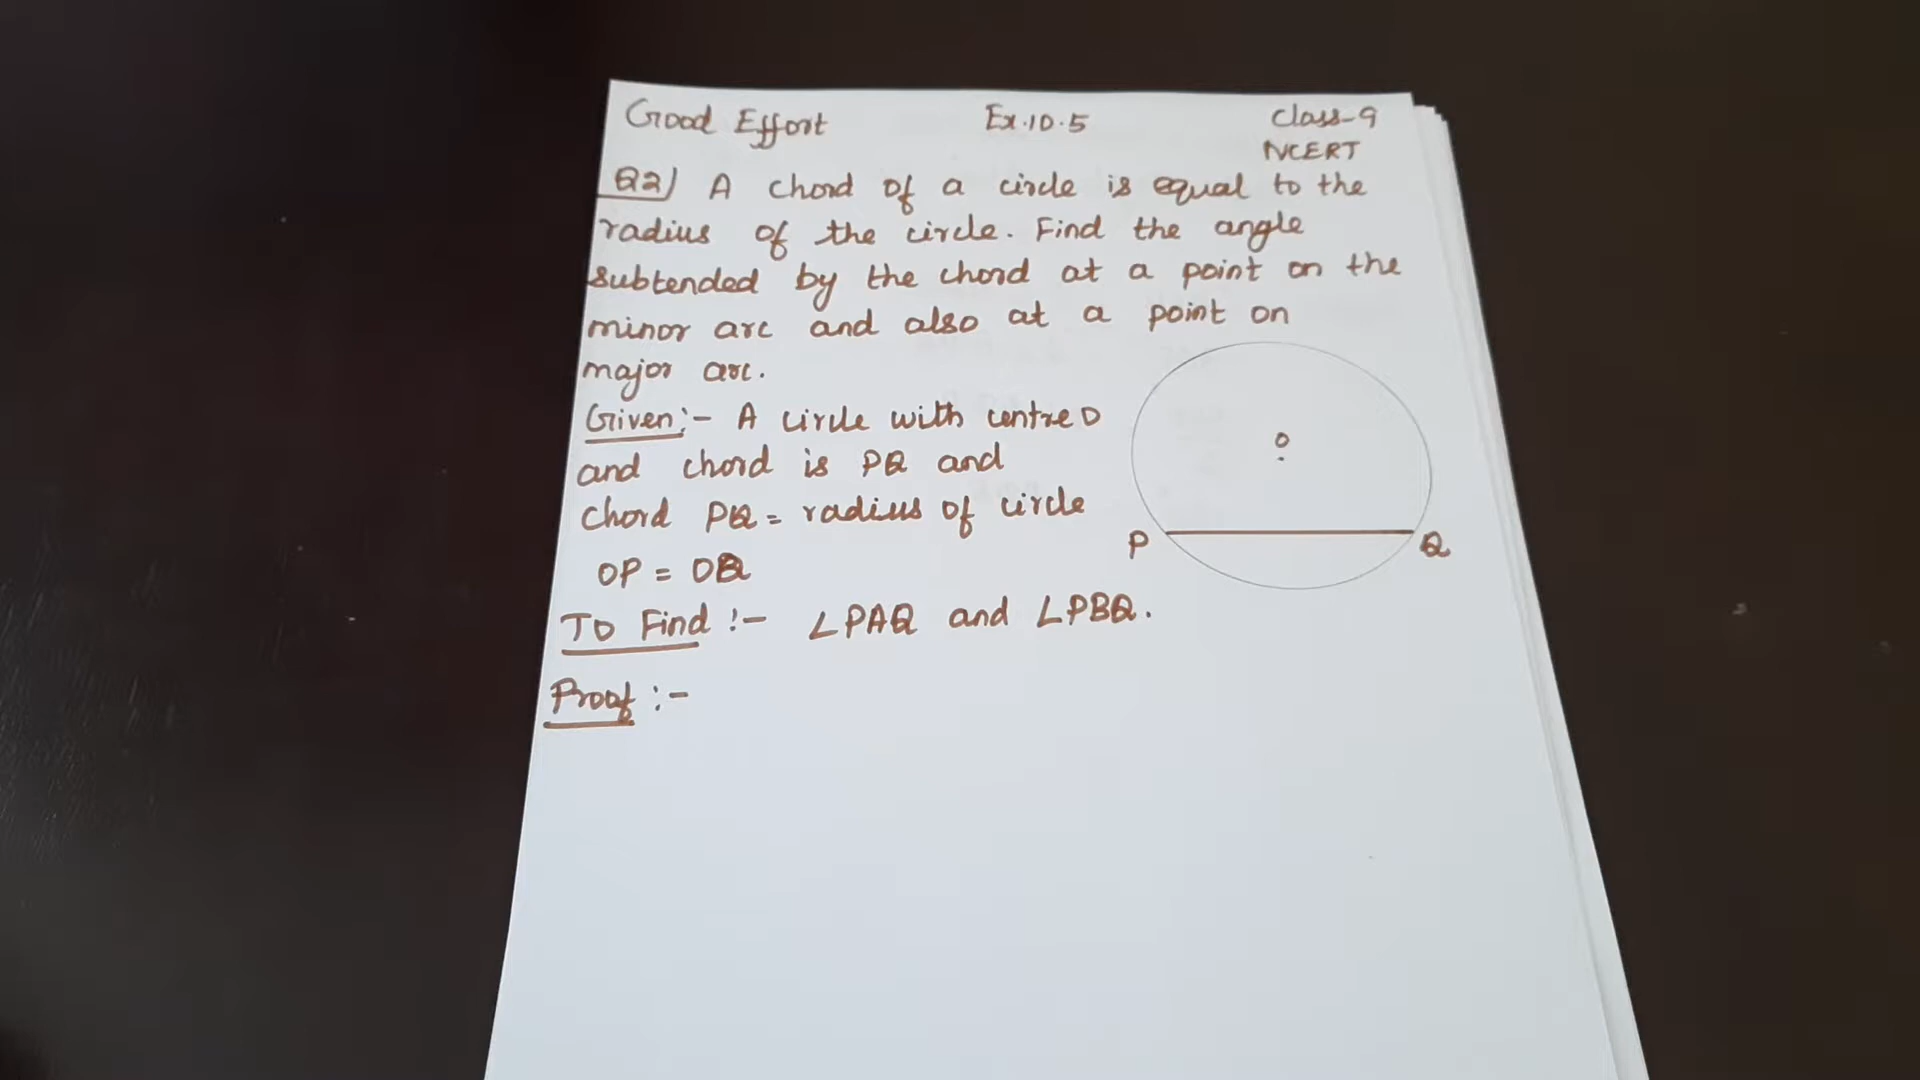 Good Effort Ex.10.5 Class-9
NCERT
Q2) A chord of a circle is equal to the
radius of the circle. Find the angle
subtended by the chord at a point on the
minor arc and also at a point on
major arc.
Given:- A circle with centre O
and chord is PQ and
chord PQ = radius of circle
OP = OQ
To Find :- ∠PAQ and ∠PBQ.
Proof :-
O
P Q